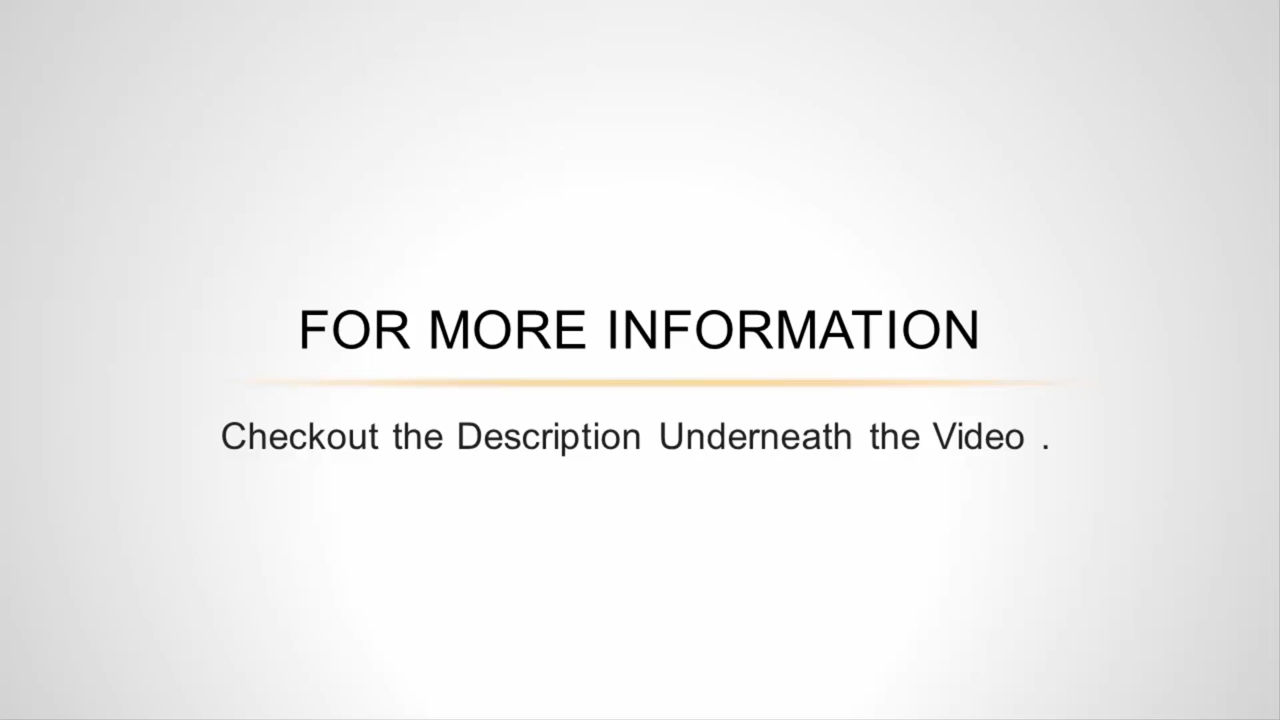 FOR MORE INFORMATION
Checkout the Description Underneath the Video .